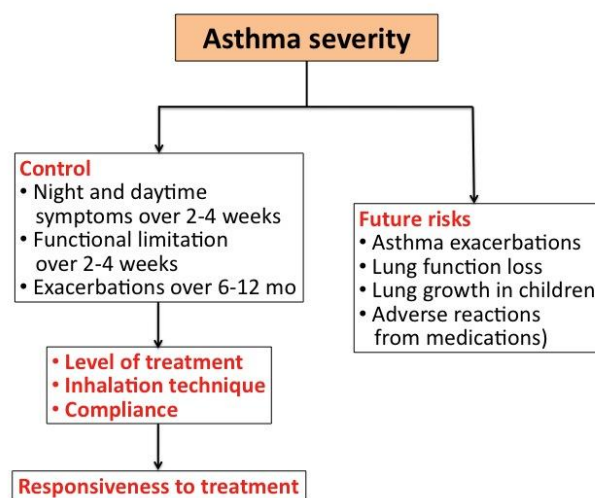 Asthma severity
Control
• Night and daytime
symptoms over 2-4 weeks
• Functional limitation
over 2-4 weeks
• Exacerbations over 6-12 mo
Future risks
• Asthma exacerbations
• Lung function loss
• Lung growth in children
• Adverse reactions
from medications)
• Level of treatment
• Inhalation technique
• Compliance
Responsiveness to treatment